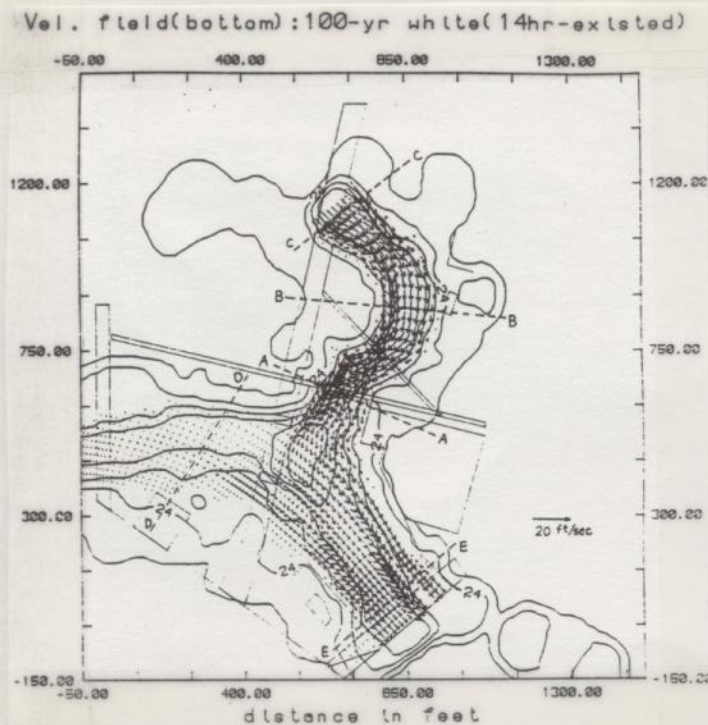 Vel. field(bottom):100-yr white(14hr-existed)
-50.00 400.00 850.00 1300.00
1200.00 1200.00
C
C
B B
750.00 750.00
A
D
A
24
300.00 24 300.00
D
20 ft/sec
E
24
24
E
-150.00 -150.00
-50.00 400.00 850.00 1300.00
distance in feet